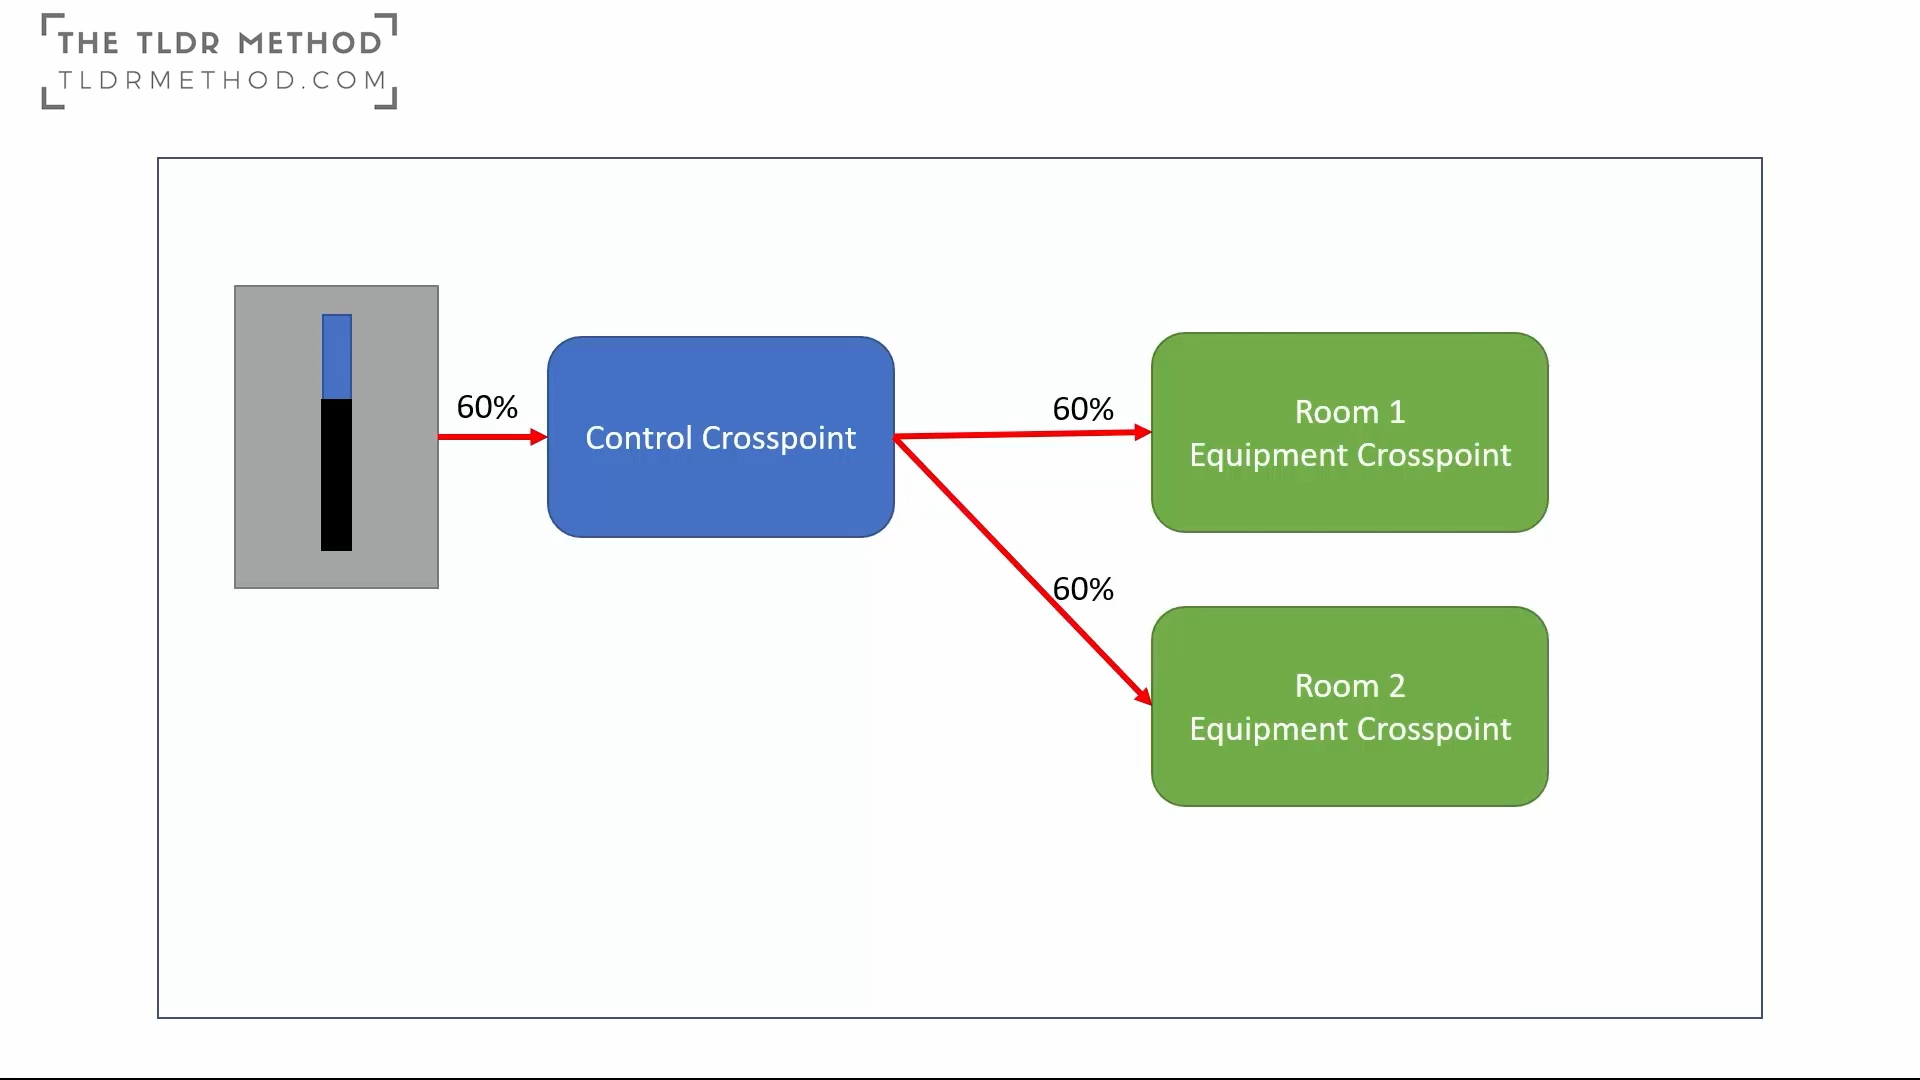 THE TLDR METHOD
TLDRMETHOD.COM
60%
Control Crosspoint
60%
Room 1
Equipment Crosspoint
60%
Room 2
Equipment Crosspoint